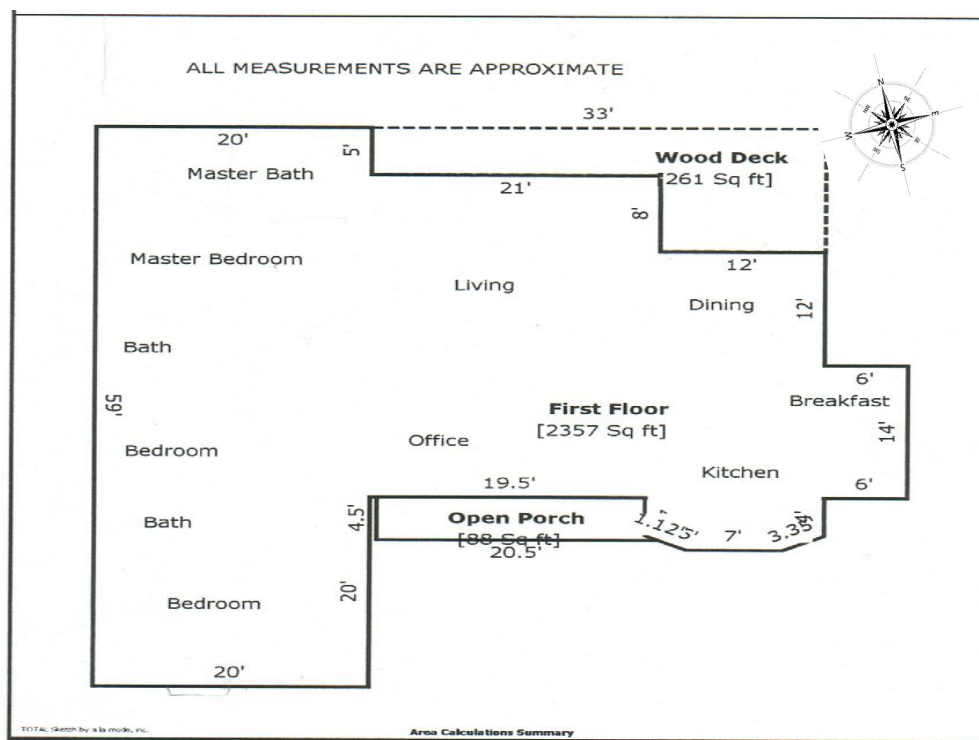 ALL MEASUREMENTS ARE APPROXIMATE
N
E
S
W
33'
20'
5'
Wood Deck
[261 Sq ft]
Master Bath
21'
8'
Master Bedroom
12'
Living
Dining
12'
Bath
6'
59'
Breakfast
First Floor
[2357 Sq ft]
14'
Office
Bedroom
Kitchen
19.5'
6'
4.5'
Open Porch
[88 Sq ft]
Bath
7'
20.5'
20'
Bedroom
20'
TOTAL Sketch by a la mode, inc.
Area Calculations Summary